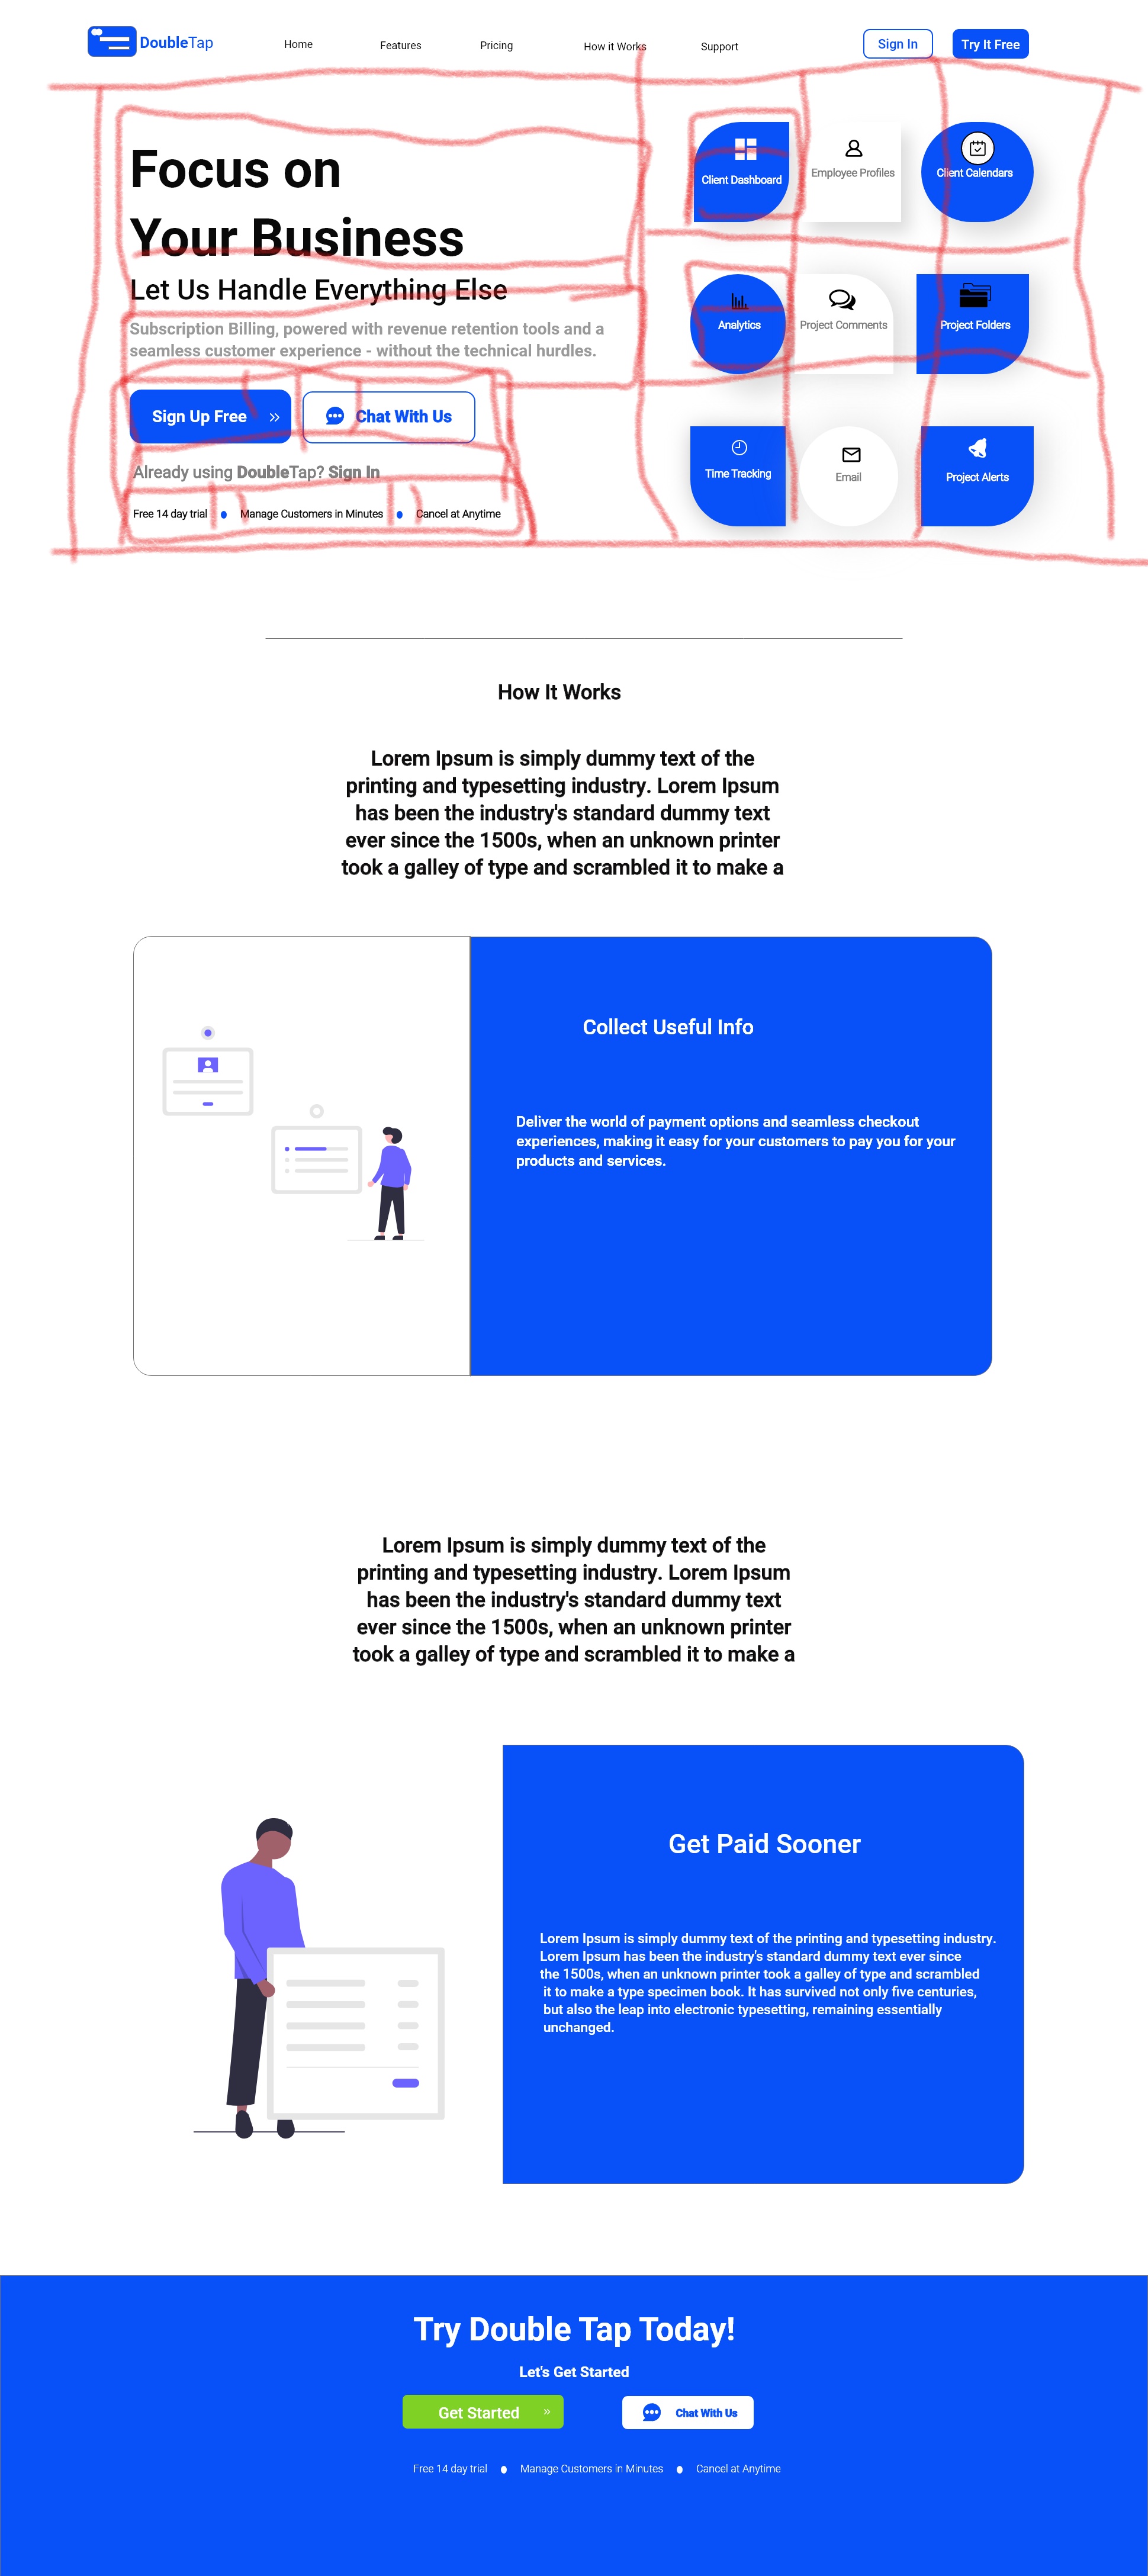 DoubleTap
Home
Features
Pricing
How it Works
Support
Sign In
Try It Free
Focus on
Your Business
Let Us Handle Everything Else
Subscription Billing, powered with revenue retention tools and a
seamless customer experience - without the technical hurdles.
Sign Up Free »
Chat With Us
Already using DoubleTap? Sign In
Free 14 day trial
Manage Customers in Minutes
Cancel at Anytime
Client Dashboard
Employee Profiles
Client Calendars
Analytics
Project Comments
Project Folders
Time Tracking
Email
Project Alerts
How It Works
Lorem Ipsum is simply dummy text of the
printing and typesetting industry. Lorem Ipsum
has been the industry's standard dummy text
ever since the 1500s, when an unknown printer
took a galley of type and scrambled it to make a
Collect Useful Info
Deliver the world of payment options and seamless checkout
experiences, making it easy for your customers to pay you for your
products and services.
Lorem Ipsum is simply dummy text of the
printing and typesetting industry. Lorem Ipsum
has been the industry's standard dummy text
ever since the 1500s, when an unknown printer
took a galley of type and scrambled it to make a
Get Paid Sooner
Lorem Ipsum is simply dummy text of the printing and typesetting industry.
Lorem Ipsum has been the industry's standard dummy text ever since
the 1500s, when an unknown printer took a galley of type and scrambled
it to make a type specimen book. It has survived not only five centuries,
but also the leap into electronic typesetting, remaining essentially
unchanged.
Try Double Tap Today!
Let's Get Started
Get Started »
Chat With Us
Free 14 day trial
Manage Customers in Minutes
Cancel at Anytime